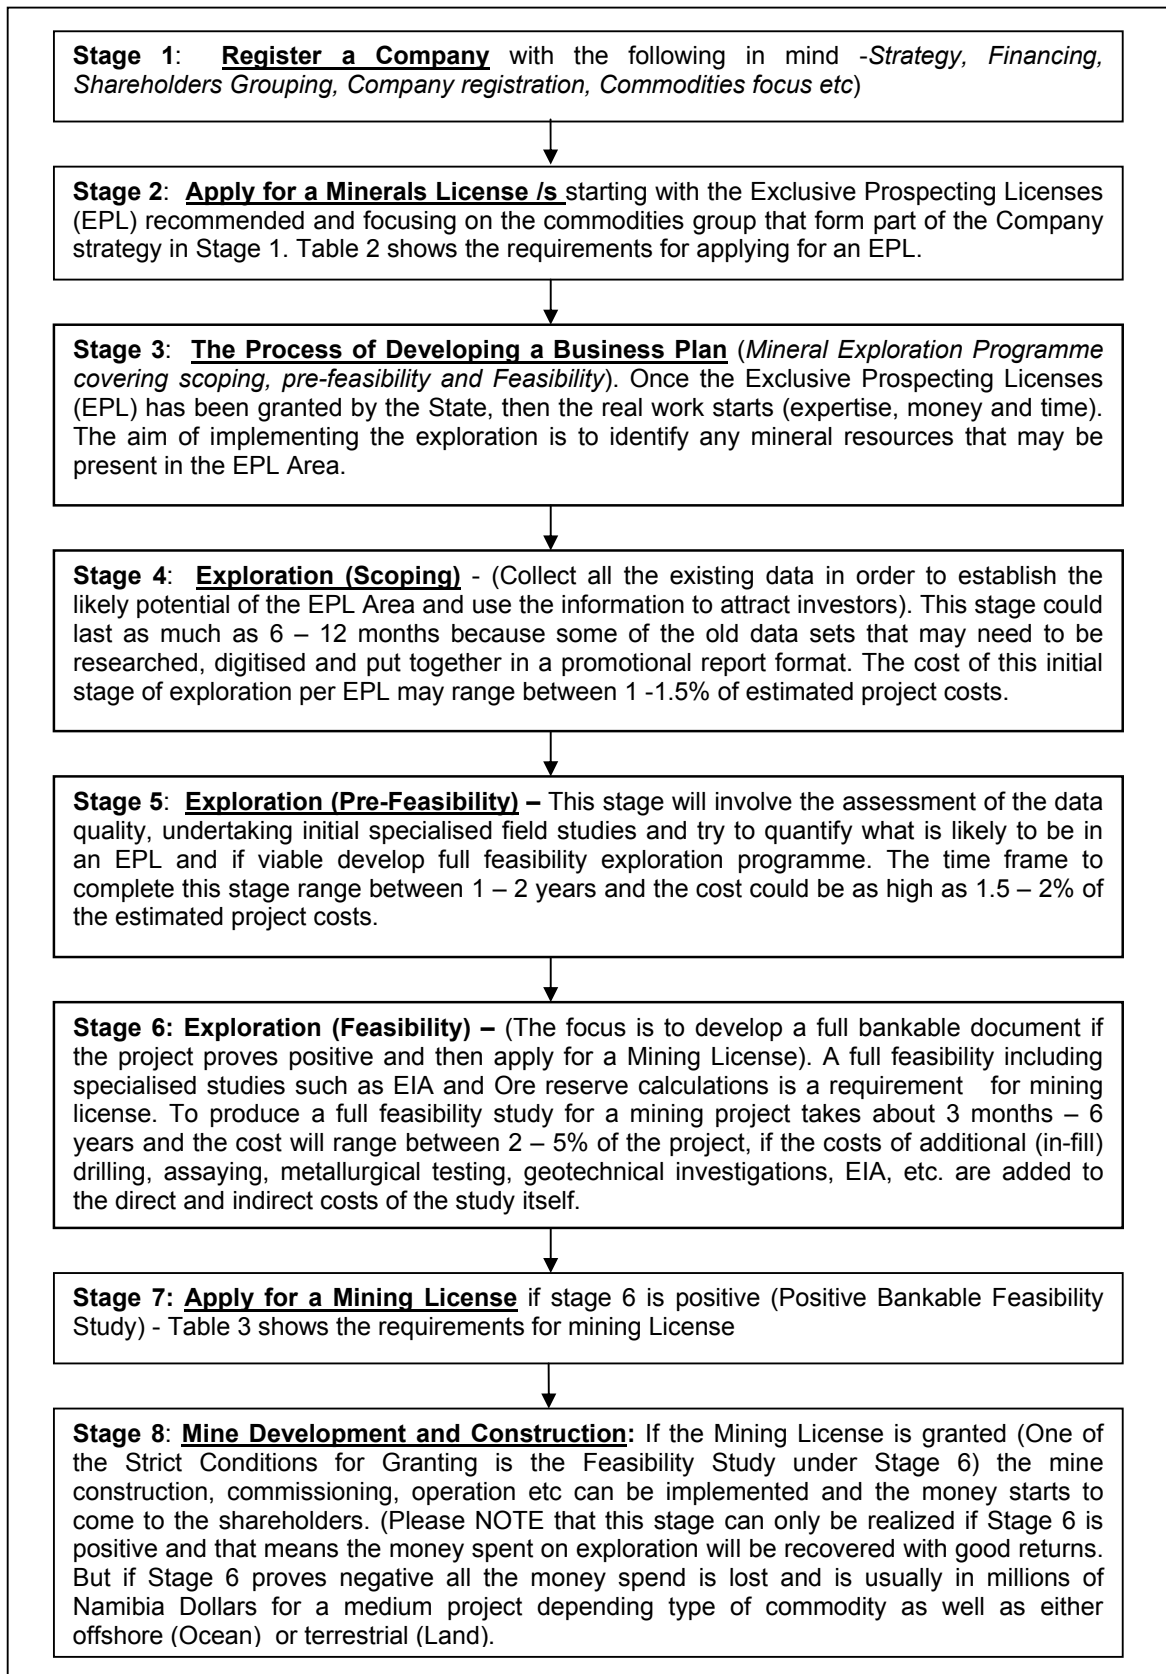 Stage 1: Register a Company with the following in mind -Strategy, Financing,
Shareholders Grouping, Company registration, Commodities focus etc)
Stage 2: Apply for a Minerals License /s starting with the Exclusive Prospecting Licenses
(EPL) recommended and focusing on the commodities group that form part of the Company
strategy in Stage 1. Table 2 shows the requirements for applying for an EPL.
Stage 3: The Process of Developing a Business Plan (Mineral Exploration Programme
covering scoping, pre-feasibility and Feasibility). Once the Exclusive Prospecting Licenses
(EPL) has been granted by the State, then the real work starts (expertise, money and time).
The aim of implementing the exploration is to identify any mineral resources that may be
present in the EPL Area.
Stage 4: Exploration (Scoping) - (Collect all the existing data in order to establish the
likely potential of the EPL Area and use the information to attract investors). This stage could
last as much as 6 – 12 months because some of the old data sets that may need to be
researched, digitised and put together in a promotional report format. The cost of this initial
stage of exploration per EPL may range between 1 -1.5% of estimated project costs.
Stage 5: Exploration (Pre-Feasibility) – This stage will involve the assessment of the data
quality, undertaking initial specialised field studies and try to quantify what is likely to be in
an EPL and if viable develop full feasibility exploration programme. The time frame to
complete this stage range between 1 – 2 years and the cost could be as high as 1.5 – 2% of
the estimated project costs.
Stage 6: Exploration (Feasibility) – (The focus is to develop a full bankable document if
the project proves positive and then apply for a Mining License). A full feasibility including
specialised studies such as EIA and Ore reserve calculations is a requirement for mining
license. To produce a full feasibility study for a mining project takes about 3 months – 6
years and the cost will range between 2 – 5% of the project, if the costs of additional (in-fill)
drilling, assaying, metallurgical testing, geotechnical investigations, EIA, etc. are added to
the direct and indirect costs of the study itself.
Stage 7: Apply for a Mining License if stage 6 is positive (Positive Bankable Feasibility
Study) - Table 3 shows the requirements for mining License
Stage 8: Mine Development and Construction: If the Mining License is granted (One of
the Strict Conditions for Granting is the Feasibility Study under Stage 6) the mine
construction, commissioning, operation etc can be implemented and the money starts to
come to the shareholders. (Please NOTE that this stage can only be realized if Stage 6 is
positive and that means the money spent on exploration will be recovered with good returns.
But if Stage 6 proves negative all the money spend is lost and is usually in millions of
Namibia Dollars for a medium project depending type of commodity as well as either
offshore (Ocean) or terrestrial (Land).